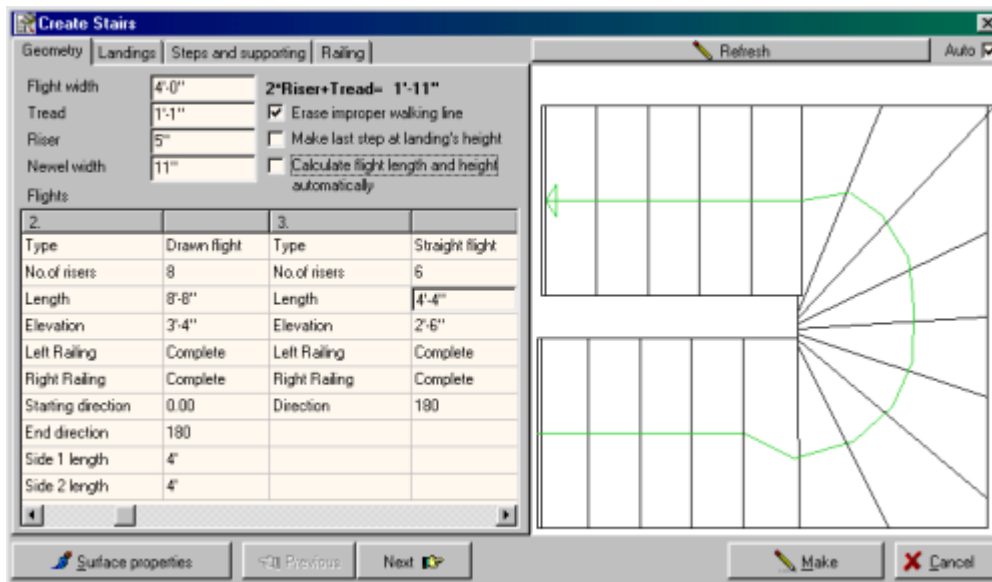 Create Stairs
Geometry Landings Steps and supporting Railing
Refresh Auto
Flight width 4'-0" 2*Riser+Tread= 1'-11"
Tread 1'-1" Erase improper walking line
Riser 5" Make last step at landing's height
Newel width 11" Calculate flight length and height
automatically
Flights
2. 3.
Type Drawn flight Type Straight flight
No.of risers 8 No.of risers 6
Length 8'-8" Length 4'-4"
Elevation 3'-4" Elevation 2'-6"
Left Railing Complete Left Railing Complete
Right Railing Complete Right Railing Complete
Starting direction 0.00 Direction 180
End direction 180
Side 1 length 4'
Side 2 length 4'
Surface properties Previous Next Make Cancel